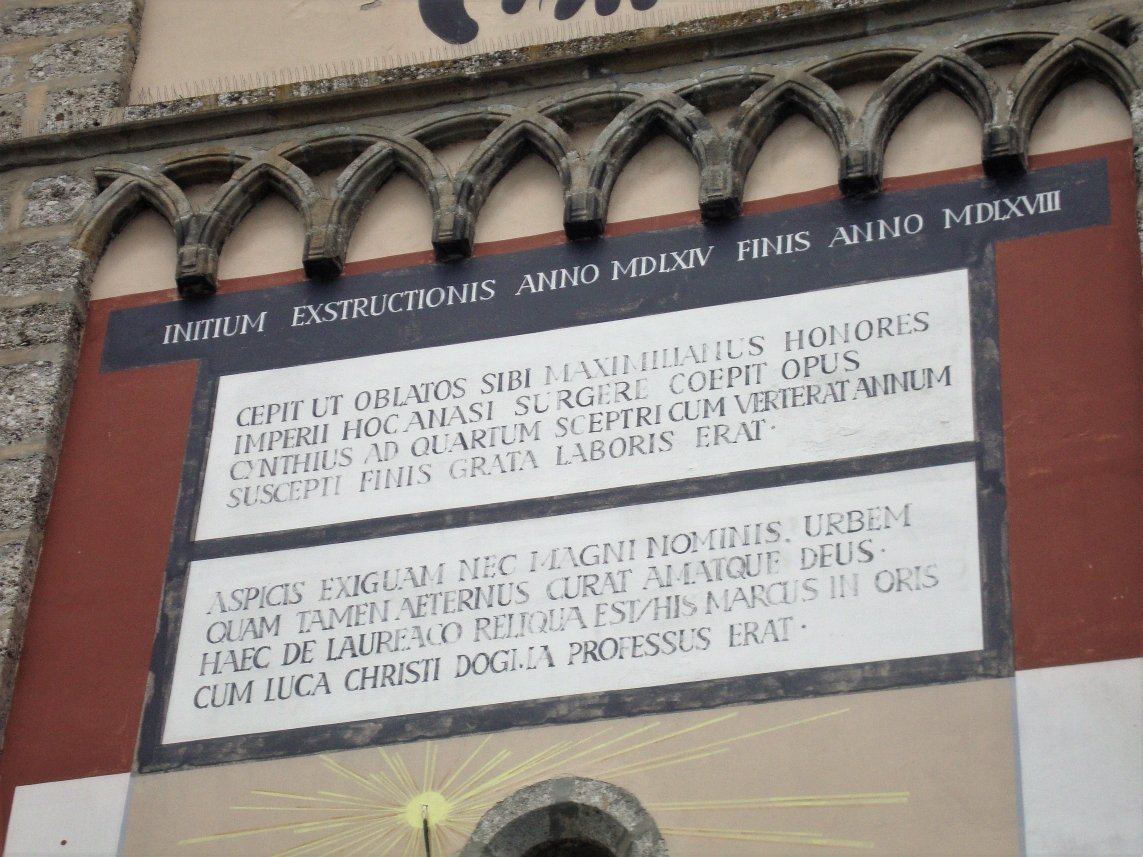 INITIUM EXSTRUCTIONIS ANNO MDLXIV FINIS ANNO MDLXVIII
CEPIT UT OBLATOS SIBI MAXIMILIANUS HONORES
IMPERII HOC ANASI SURGERE COEPIT OPUS
CYNTHIUS AD QUARTUM SCEPTRI CUM VERTERAT ANNUM
SUSCEPTI FINIS GRATA LABORIS ERAT·
ASPICIS EXIGUAM NEC MAGNI NOMINIS. URBEM
QUAM TAMEN AETERNUS CURAT AMATQUE DEUS·
HAEC DE LAUREACO RELIQUA EST/HIS MARCUS IN ORIS
CUM LUCA CHRISTI DOGMA PROFESSUS ERAT·